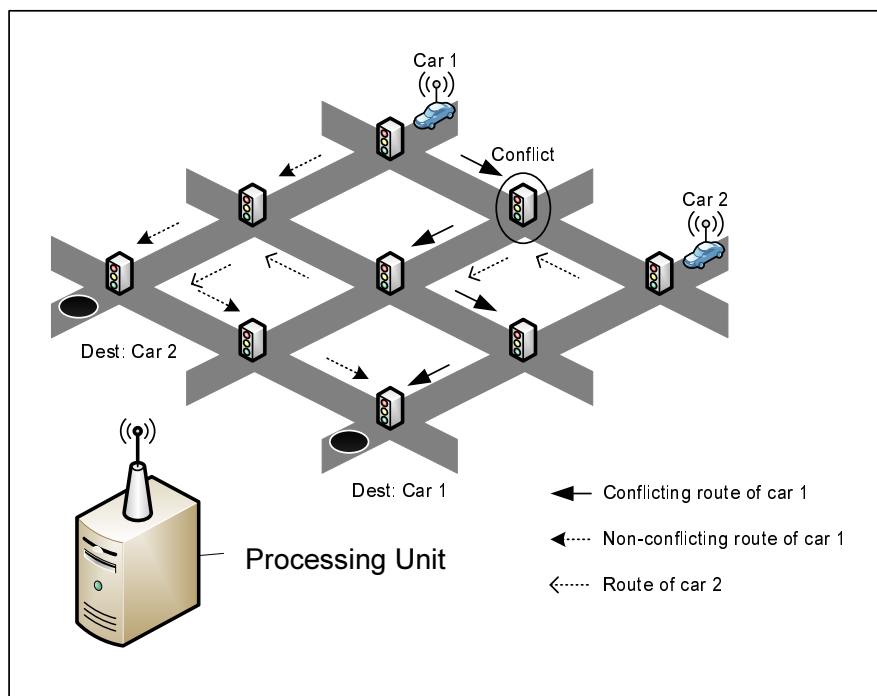 Car 1
Conflict
Car 2
Dest: Car 2
Dest: Car 1
Processing Unit
Conflicting route of car 1
Non-conflicting route of car 1
Route of car 2